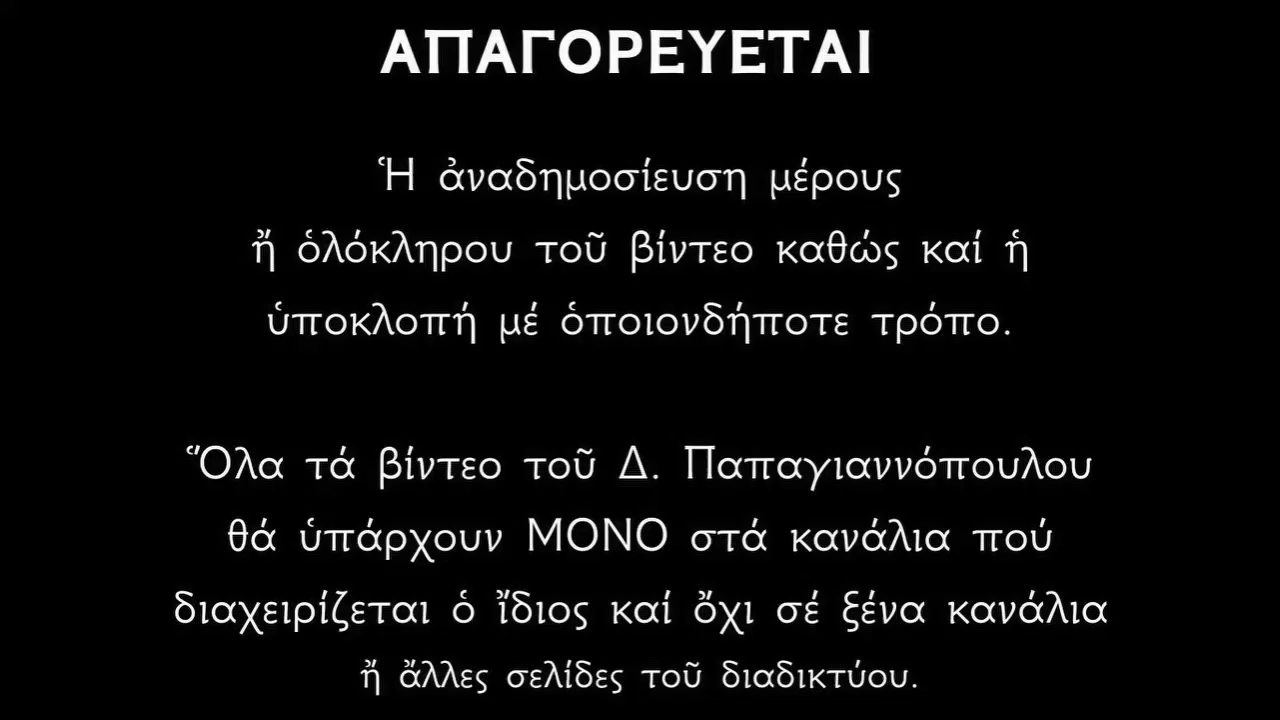 ΑΠΑΓΟΡΕΥΕΤΑΙ
Ἡ ἀναδημοσίευση μέρους
ἤ ὁλόκληρου τοῦ βίντεο καθώς καί ἡ
ὑποκλοπή μέ ὁποιονδήποτε τρόπο.
Ὅλα τά βίντεο τοῦ Δ. Παπαγιαννόπουλου
θά ὑπάρχουν ΜΟΝΟ στά κανάλια πού
διαχειρίζεται ὁ ἴδιος καί ὄχι σέ ξένα κανάλια
ἤ ἄλλες σελίδες τοῦ διαδικτύου.